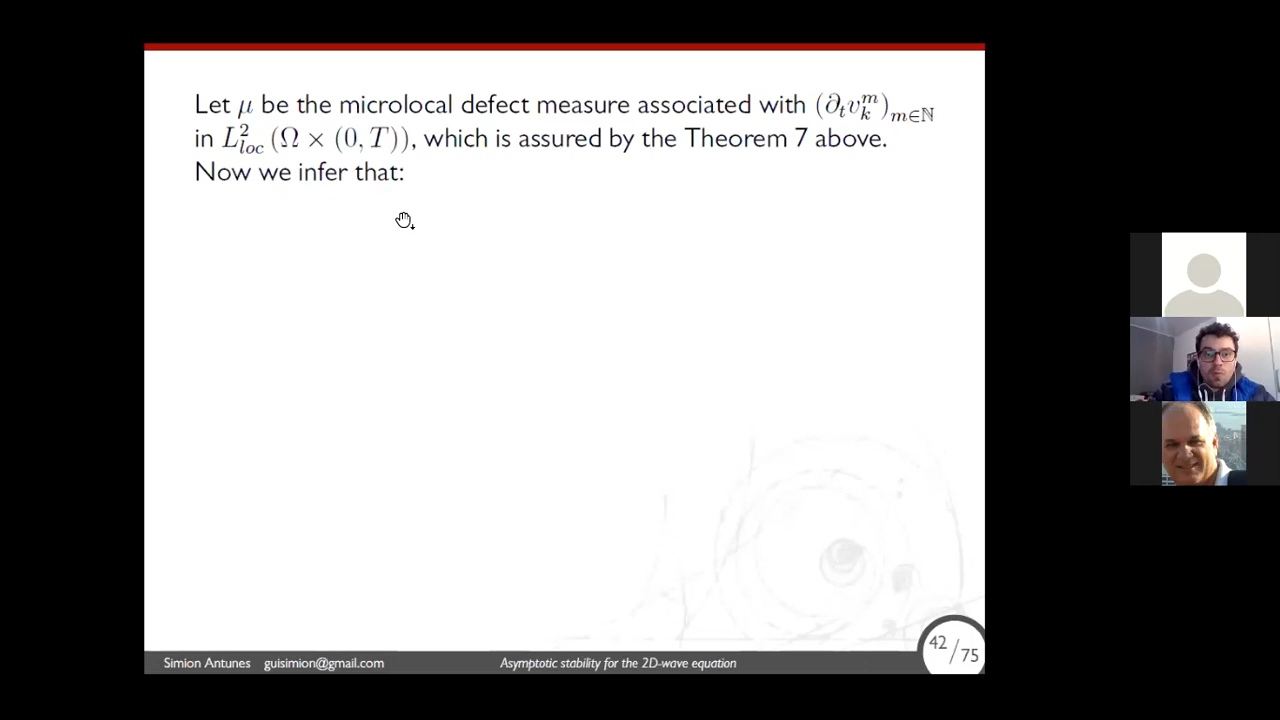 Let μ be the microlocal defect measure associated with (∂ₜvₖᵐ)ₘ∈ℕ
in L²ₗₒ𝒸 (Ω × (0, T)), which is assured by the Theorem 7 above.
Now we infer that:
Simion Antunes guisimion@gmail.com Asymptotic stability for the 2D-wave equation 42/75